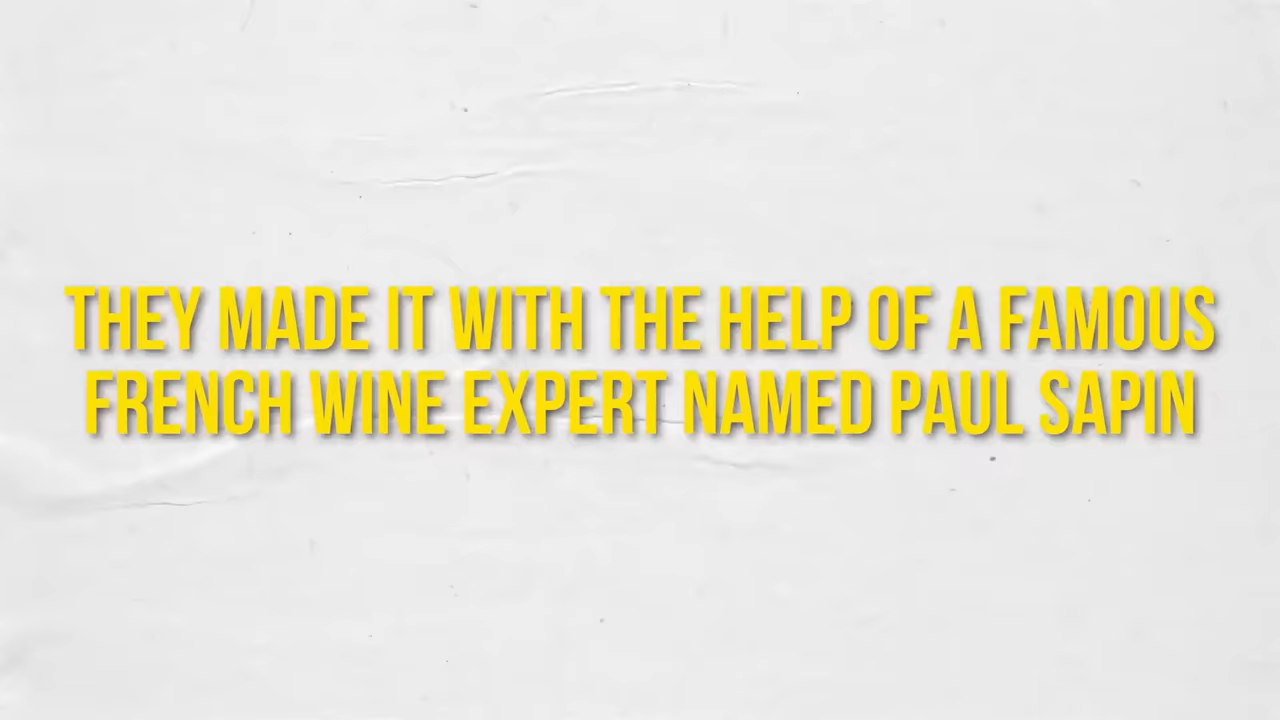 THEY MADE IT WITH THE HELP OF A FAMOUS
FRENCH WINE EXPERT NAMED PAUL SAPIN